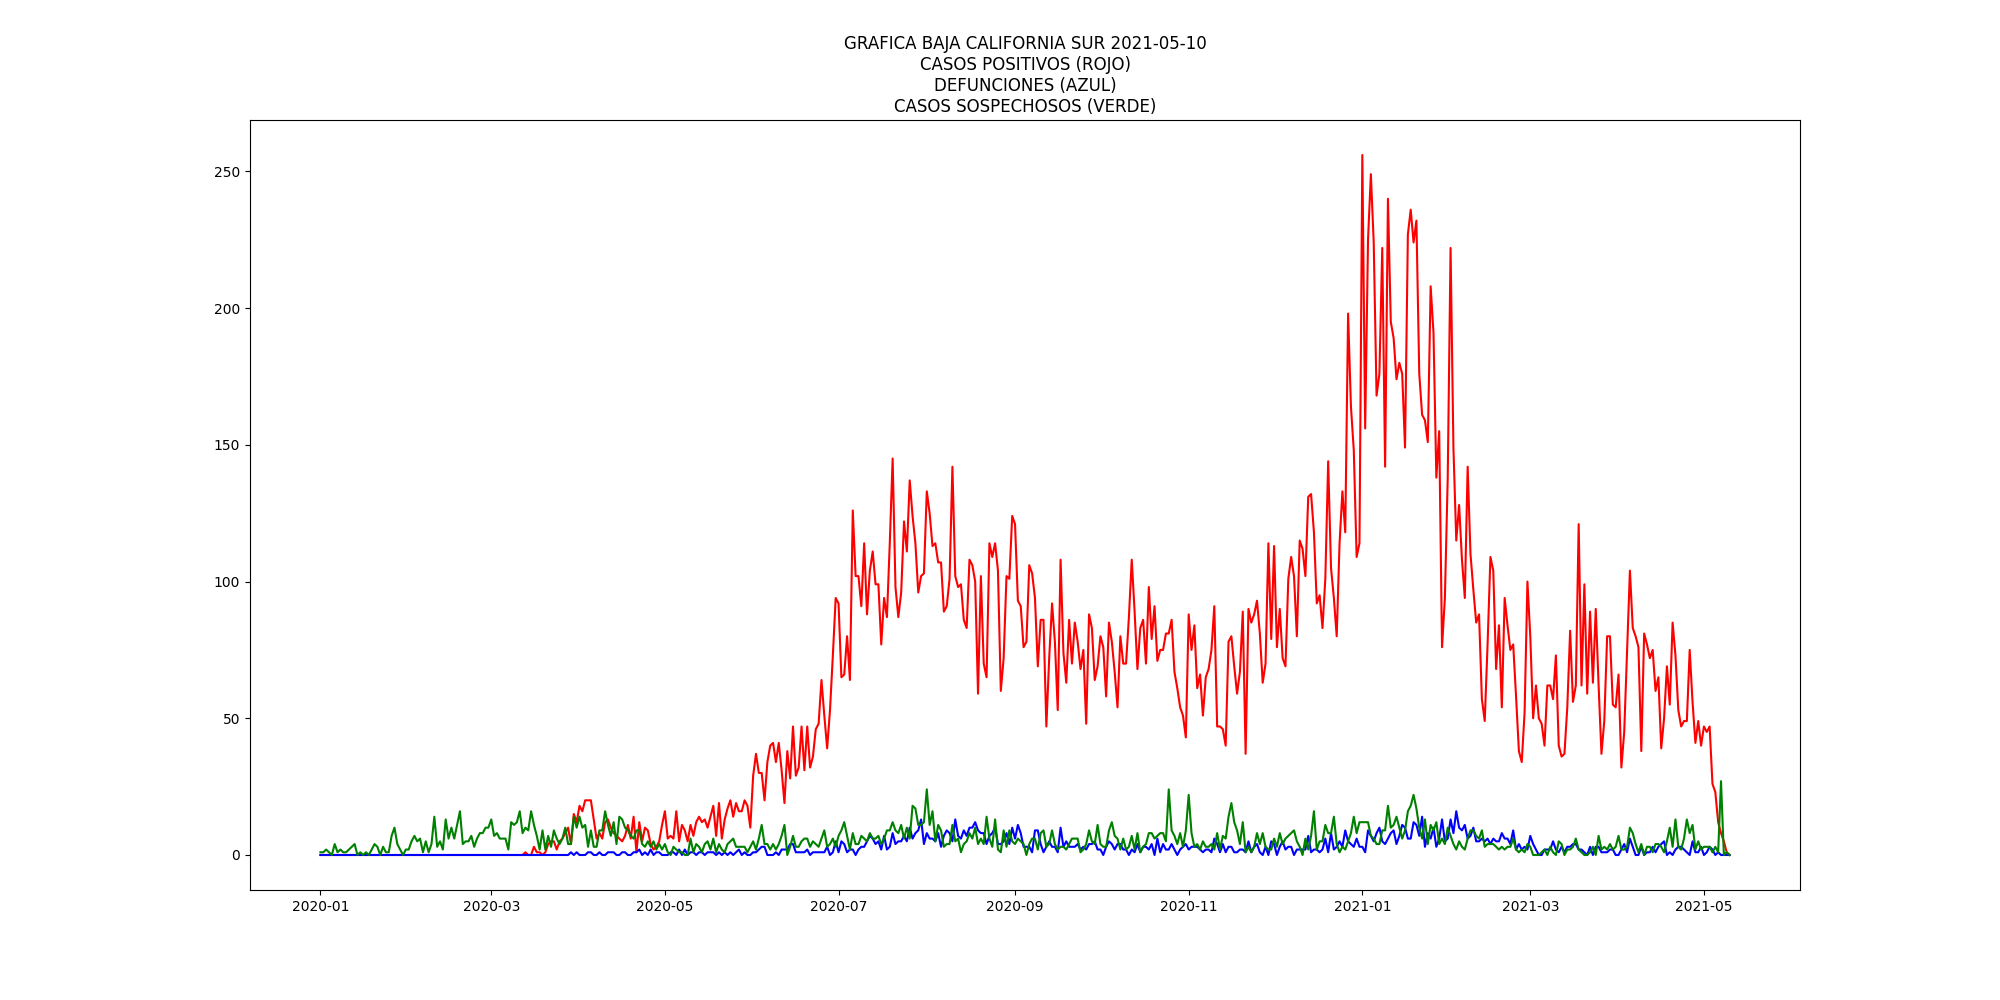 GRAFICA BAJA CALIFORNIA SUR 2021-05-10
CASOS POSITIVOS (ROJO)
DEFUNCIONES (AZUL)
CASOS SOSPECHOSOS (VERDE)
250
200
150
100
50
0
2020-01 2020-03 2020-05 2020-07 2020-09 2020-11 2021-01 2021-03 2021-05